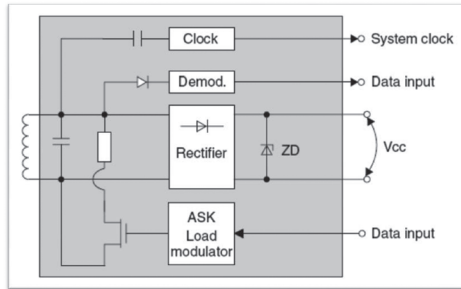 Clock
System clock
Demod.
Data input
Rectifier
ZD
Vcc
ASK
Load
modulator
Data input